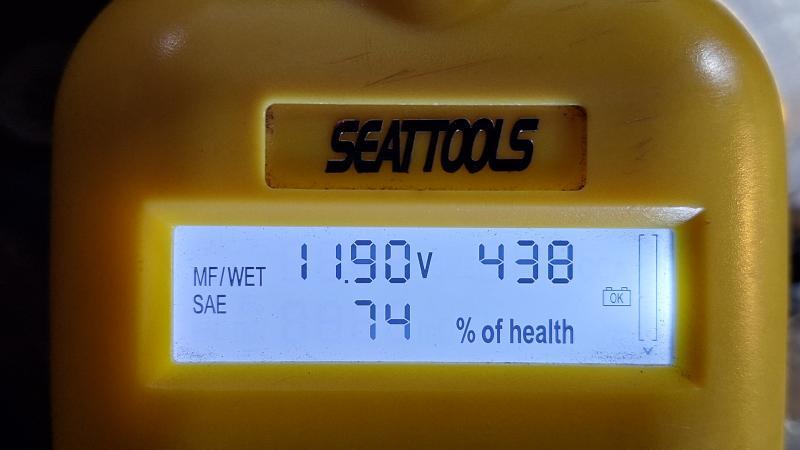 SEATTOOLS
MF/WET 11.90V 438
SAE 74 % of health
OK